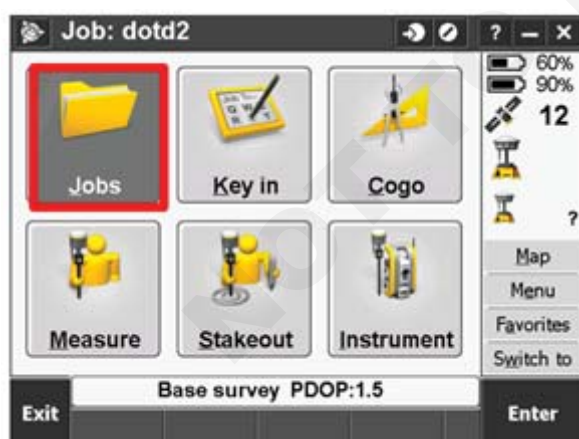 Job: dotd2
? – ×
60%
90%
12
?
Jobs
Key in
Cogo
Measure
Stakeout
Instrument
Map
Menu
Favorites
Switch to
Base survey PDOP:1.5
Exit
Enter